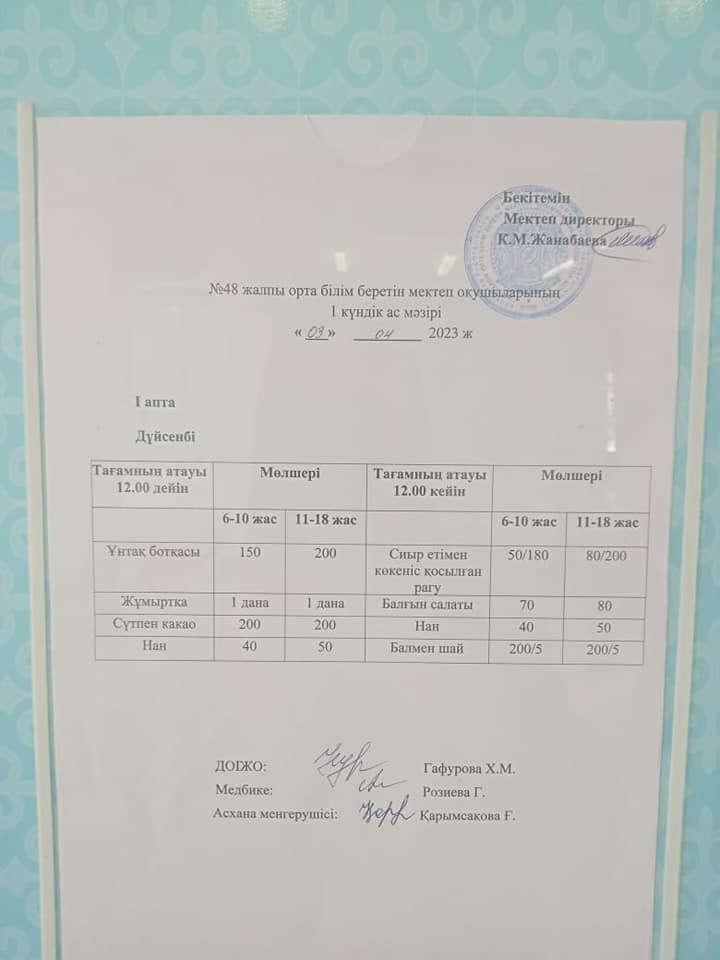 Бекітемін
Мектеп директоры
К.М.Жанабаева
№48 жалпы орта білім беретін мектеп оқушыларының
1 күндік ас мәзірі
« 03 » 04 2023 ж
І апта
Дүйсенбі
Тағамның атауы 12.00 дейін Мөлшері Тағамның атауы 12.00 кейін Мөлшері
6-10 жас 11-18 жас 6-10 жас 11-18 жас
Ұнтақ ботқасы 150 200 Сиыр етімен көкеніс қосылған рагу 50/180 80/200
Жұмыртқа 1 дана 1 дана Балғын салаты 70 80
Сүтпен какао 200 200 Нан 40 50
Нан 40 50 Балмен шай 200/5 200/5
ДОІЖО: Гафурова Х.М.
Медбике: Розиева Г.
Асхана менгерушісі: Қарымсақова Ғ.